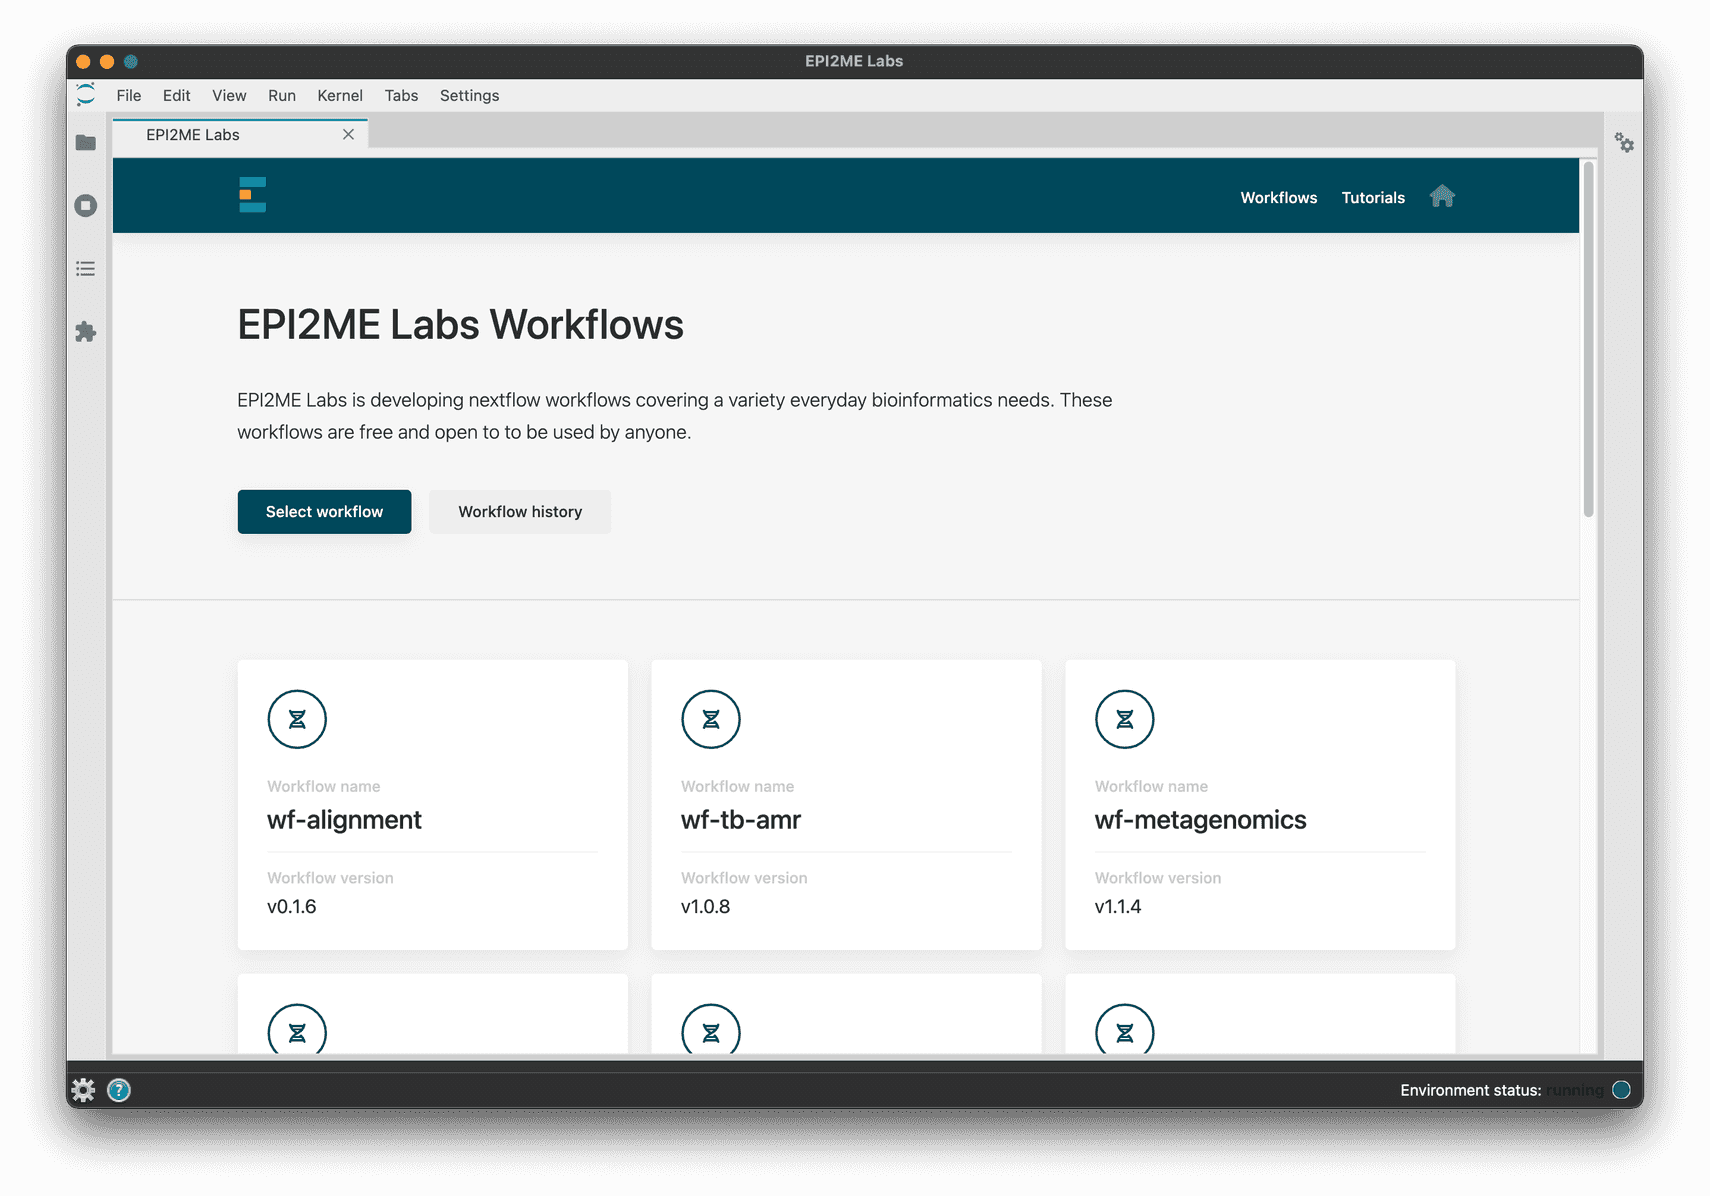 EPI2ME Labs
File Edit View Run Kernel Tabs Settings
EPI2ME Labs
Workflows Tutorials
EPI2ME Labs Workflows
EPI2ME Labs is developing nextflow workflows covering a variety everyday bioinformatics needs. These
workflows are free and open to to be used by anyone.
Select workflow Workflow history
Workflow name Workflow name Workflow name
wf-alignment wf-tb-amr wf-metagenomics
Workflow version Workflow version Workflow version
v0.1.6 v1.0.8 v1.1.4
? Environment status: running